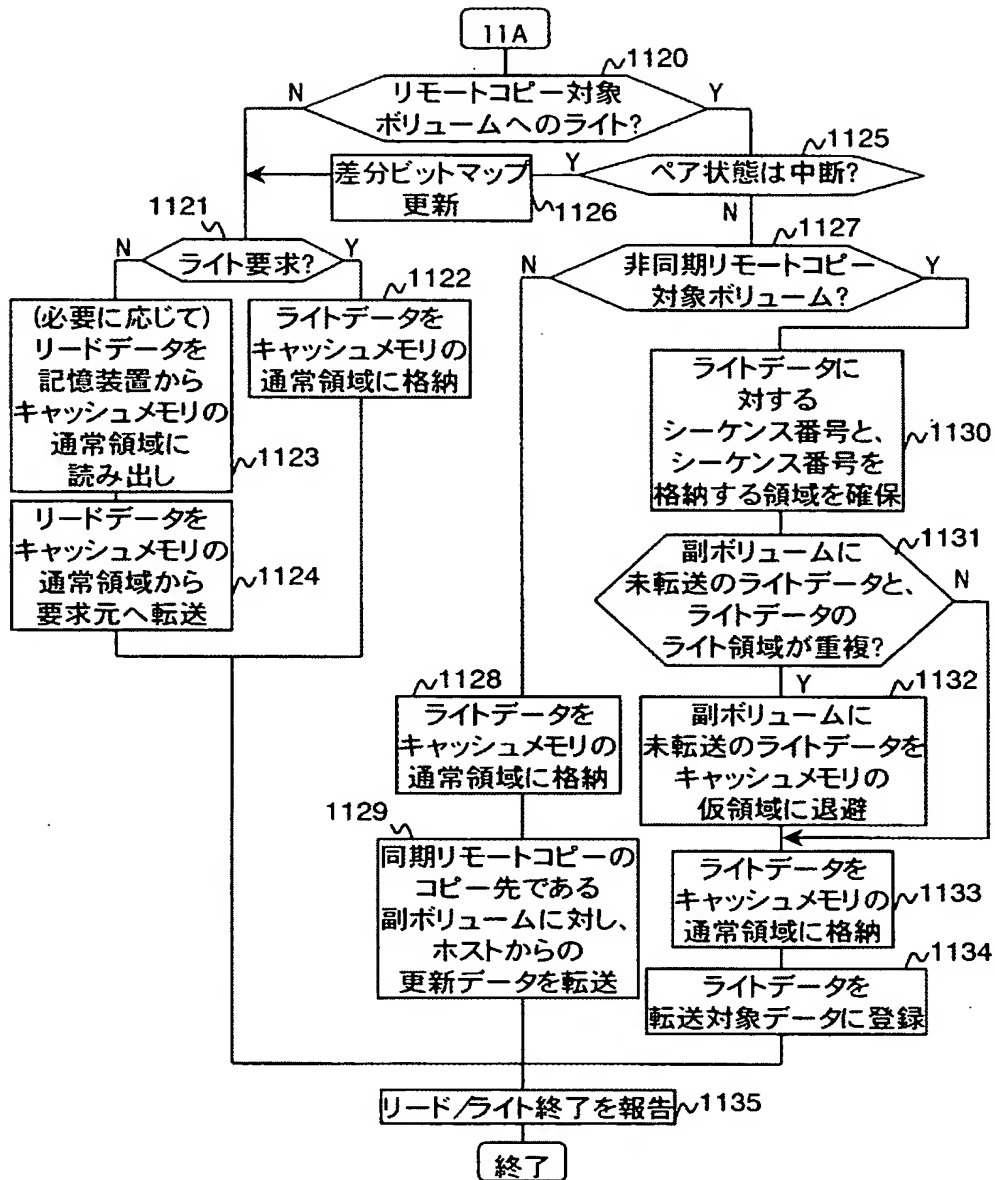 11A
1120
N
リモートコピー対象
ボリュームへのライト?
Y
1125
ペア状態は中断?
Y
N
差分ビットマップ
更新
1126
1121
N
ライト要求?
Y
1127
N
非同期リモートコピー
対象ボリューム?
Y
1122
ライトデータを
キャッシュメモリの
通常領域に格納
(必要に応じて)
リードデータを
記憶装置から
キャッシュメモリの
通常領域に
読み出し
1123
リードデータを
キャッシュメモリの
通常領域から
要求元へ転送
1124
ライトデータに
対する
シーケンス番号と、
シーケンス番号を
格納する領域を確保
1130
1131
副ボリュームに
未転送のライトデータと、
ライトデータの
ライト領域が重複?
N
Y
1128
ライトデータを
キャッシュメモリの
通常領域に格納
1132
副ボリュームに
未転送のライトデータを
キャッシュメモリの
仮領域に退避
1129
同期リモートコピーの
コピー先である
副ボリュームに対し、
ホストからの
更新データを転送
ライトデータを
キャッシュメモリの
通常領域に格納
1133
1134
ライトデータを
転送対象データに登録
リード/ライト終了を報告
1135
終了